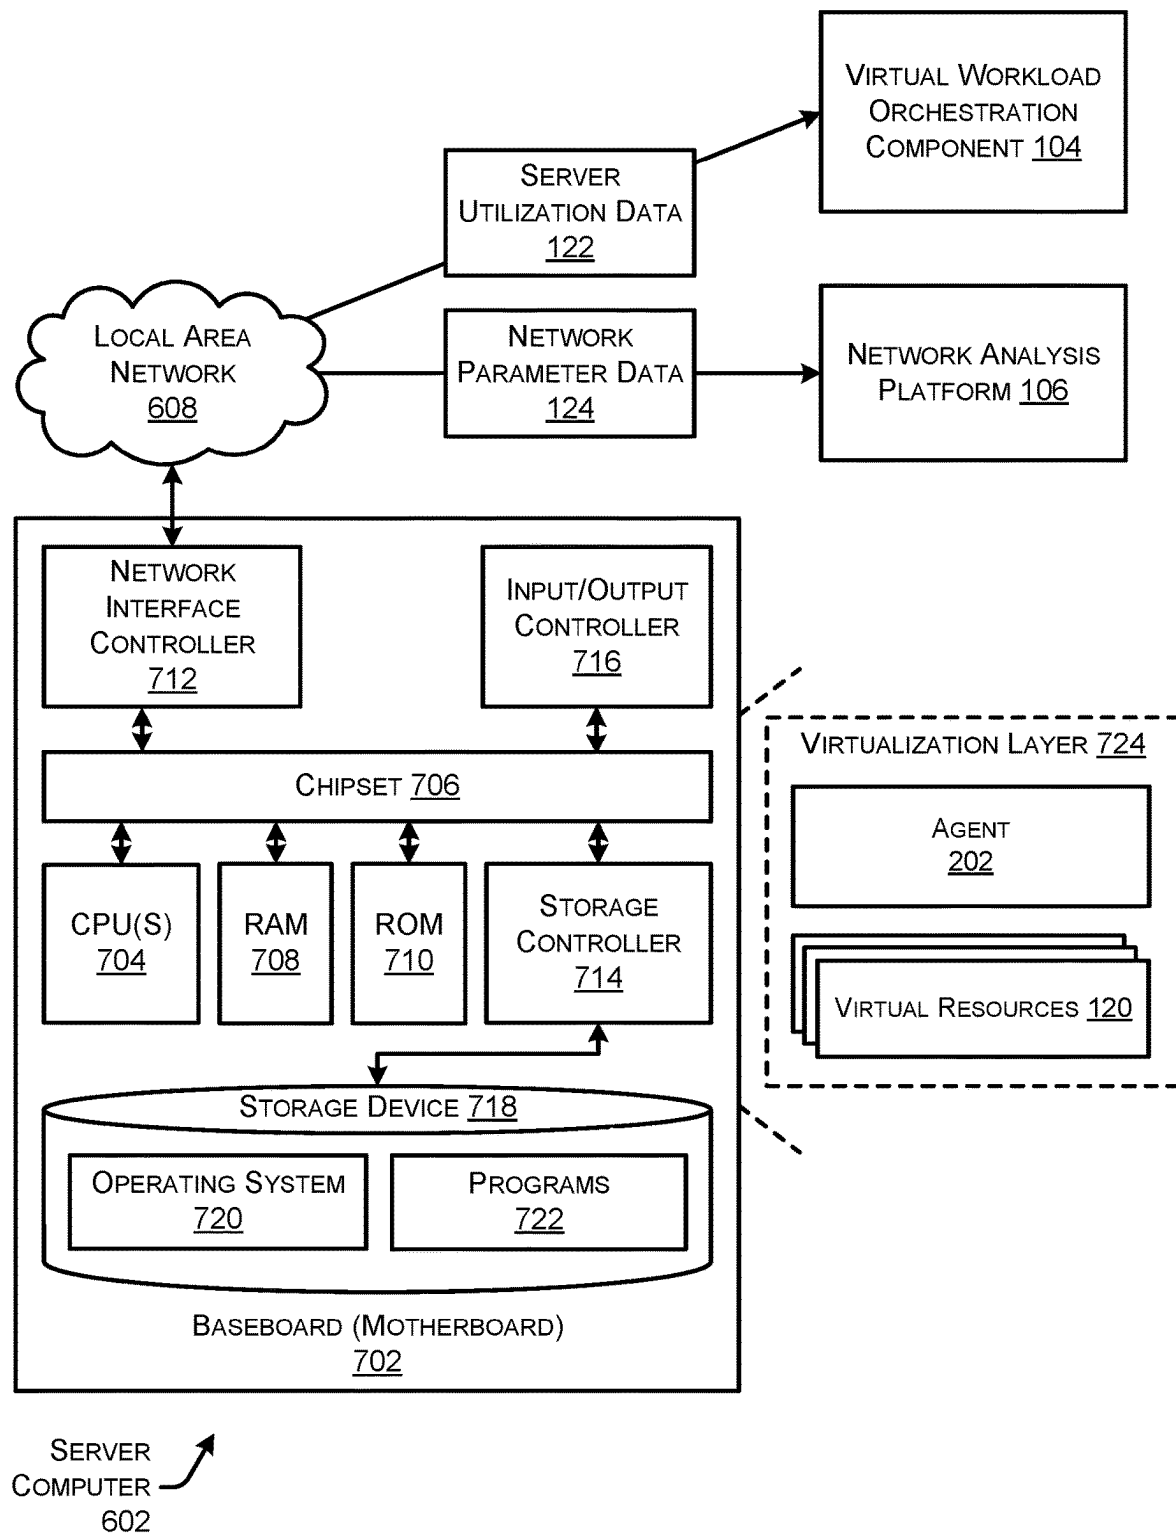 VIRTUAL WORKLOAD
ORCHESTRATION
COMPONENT 104
SERVER
UTILIZATION DATA
122
LOCAL AREA
NETWORK
608
NETWORK
PARAMETER DATA
124
NETWORK ANALYSIS
PLATFORM 106
NETWORK
INTERFACE
CONTROLLER
712
INPUT/OUTPUT
CONTROLLER
716
CHIPSET 706
CPU(S)
704
RAM
708
ROM
710
STORAGE
CONTROLLER
714
STORAGE DEVICE 718
OPERATING SYSTEM
720
PROGRAMS
722
BASEBOARD (MOTHERBOARD)
702
VIRTUALIZATION LAYER 724
AGENT
202
VIRTUAL RESOURCES 120
SERVER
COMPUTER
602